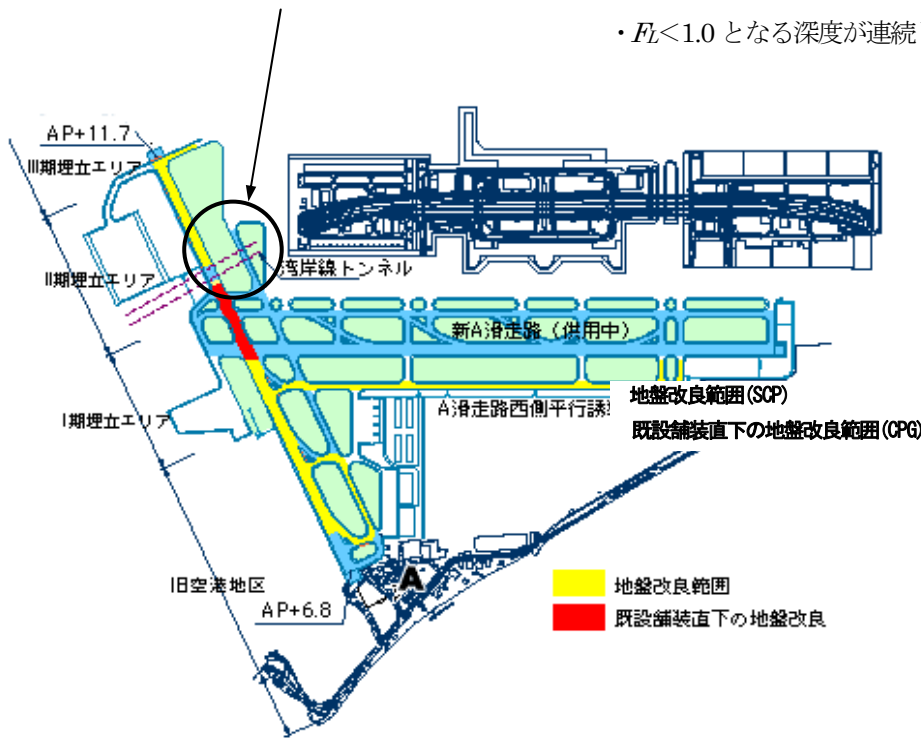 ・FL<1.0 となる深度が連続
AP+11.7
III期埋立エリア
湾岸線トンネル
II期埋立エリア
新A滑走路（供用中）
地盤改良範囲(SCP)
A滑走路西側平行誘
I期埋立エリア
既設舗装直下の地盤改良範囲(CPG)
旧空港地区
A
地盤改良範囲
AP+6.8
既設舗装直下の地盤改良